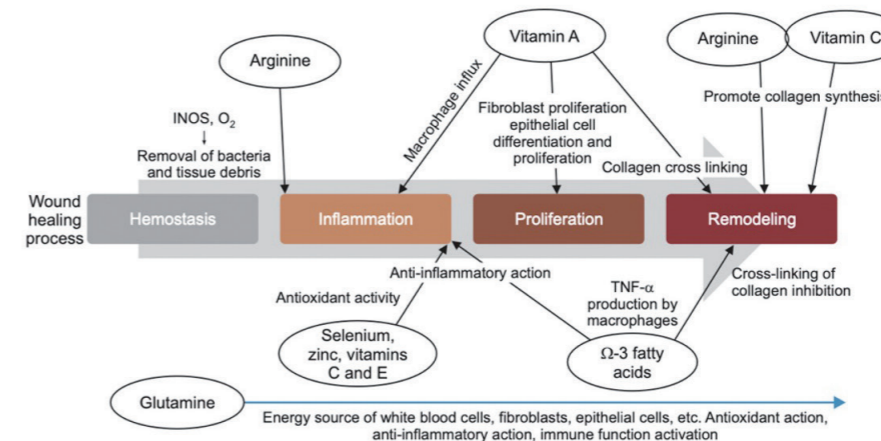 Arginine
Vitamin A
Arginine
Vitamin C
INOS, O₂
↓
Removal of bacteria
and tissue debris
Macrophage influx
Fibroblast proliferation
epithelial cell
differentiation and
proliferation
Collagen cross linking
Promote collagen synthesis
Wound
healing
process
Hemostasis
Inflammation
Proliferation
Remodeling
Antioxidant activity
Anti-inflammatory action
TNF-α
production by
macrophages
Cross-linking of
collagen inhibition
Selenium,
zinc, vitamins
C and E
Ω-3 fatty
acids
Glutamine
Energy source of white blood cells, fibroblasts, epithelial cells, etc. Antioxidant action,
anti-inflammatory action, immune function activation